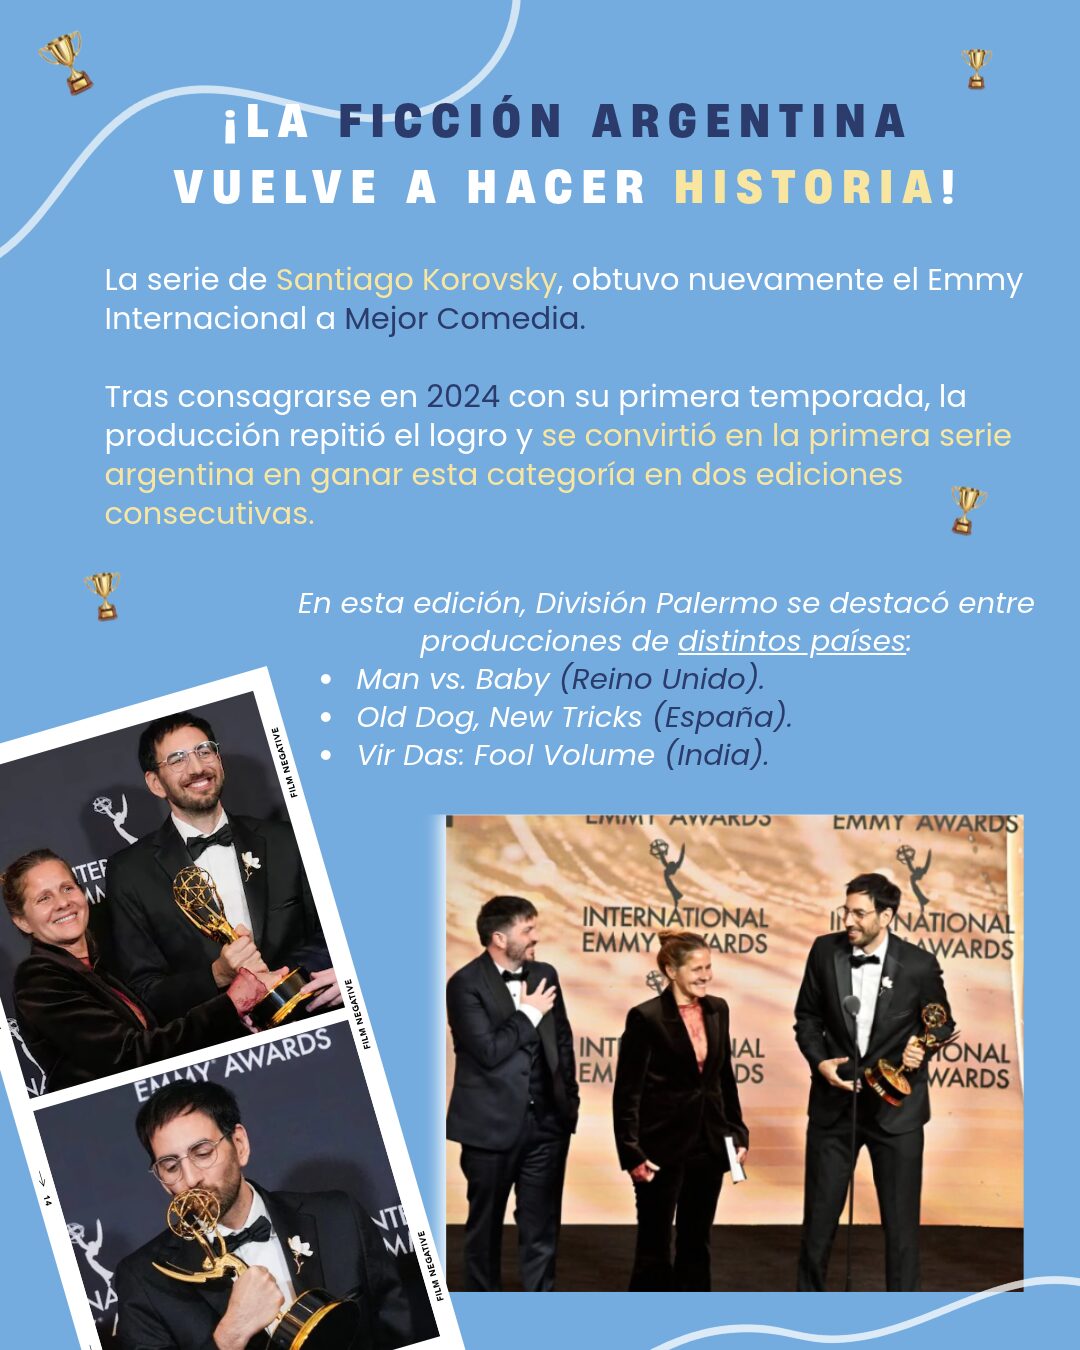 ¡LA FICCIÓN ARGENTINA
VUELVE A HACER HISTORIA!
La serie de Santiago Korovsky, obtuvo nuevamente el Emmy
Internacional a Mejor Comedia.
Tras consagrarse en 2024 con su primera temporada, la
producción repitió el logro y se convirtió en la primera serie
argentina en ganar esta categoría en dos ediciones
consecutivas.
En esta edición, División Palermo se destacó entre
producciones de distintos países:
• Man vs. Baby (Reino Unido).
• Old Dog, New Tricks (España).
• Vir Das: Fool Volume (India).
FILM NEGATIVE
FILM NEGATIVE
EMMY AWARDS
41
FILM NEGATIVE
EMMY AWARDS
EMMY AWARDS
INTERNATIONAL
EMMY AWARDS